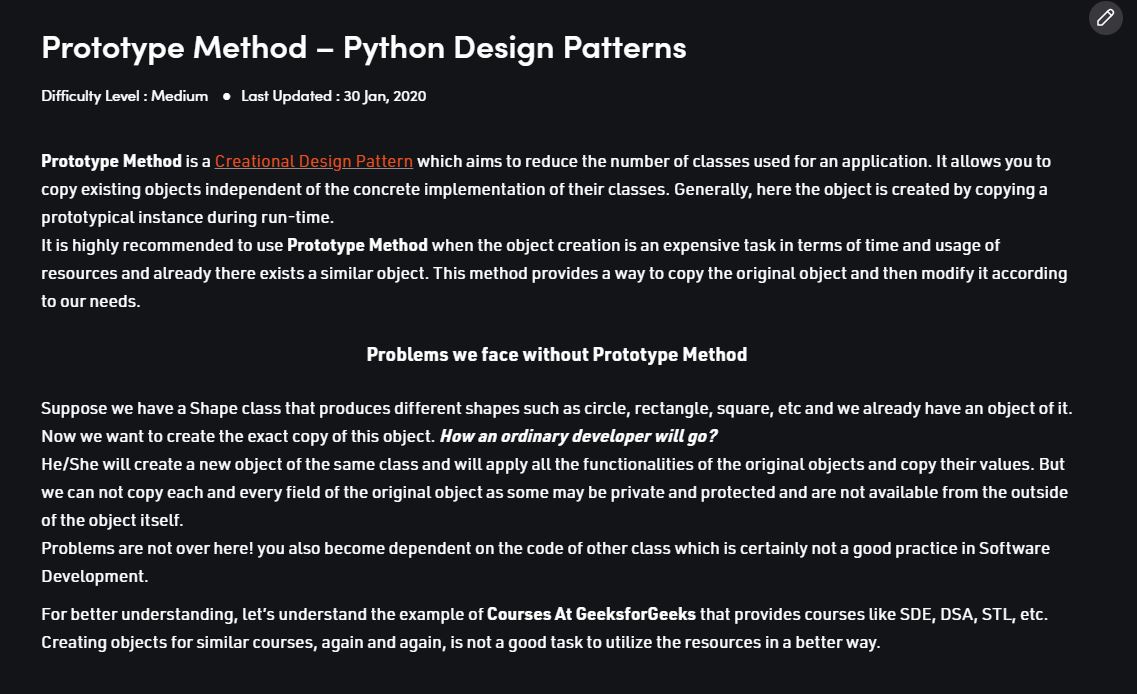 Prototype Method – Python Design Patterns
Difficulty Level : Medium ● Last Updated : 30 Jan, 2020
Prototype Method is a Creational Design Pattern which aims to reduce the number of classes used for an application. It allows you to
copy existing objects independent of the concrete implementation of their classes. Generally, here the object is created by copying a
prototypical instance during run-time.
It is highly recommended to use Prototype Method when the object creation is an expensive task in terms of time and usage of
resources and already there exists a similar object. This method provides a way to copy the original object and then modify it according
to our needs.
Problems we face without Prototype Method
Suppose we have a Shape class that produces different shapes such as circle, rectangle, square, etc and we already have an object of it.
Now we want to create the exact copy of this object. How an ordinary developer will go?
He/She will create a new object of the same class and will apply all the functionalities of the original objects and copy their values. But
we can not copy each and every field of the original object as some may be private and protected and are not available from the outside
of the object itself.
Problems are not over here! you also become dependent on the code of other class which is certainly not a good practice in Software
Development.
For better understanding, let's understand the example of Courses At GeeksforGeeks that provides courses like SDE, DSA, STL, etc.
Creating objects for similar courses, again and again, is not a good task to utilize the resources in a better way.